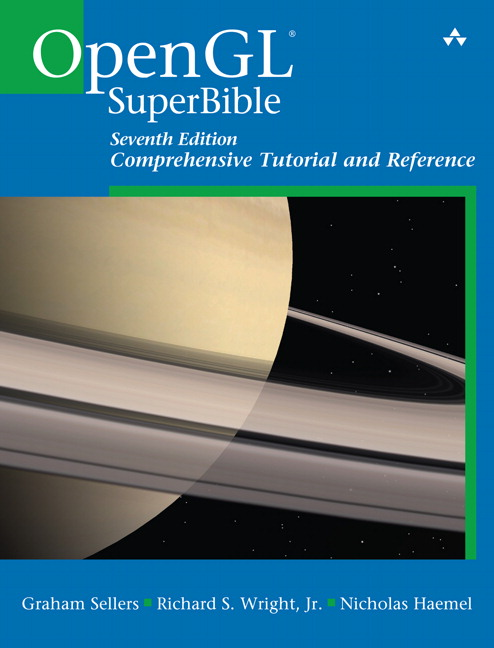 OpenGL®
SuperBible
Seventh Edition
Comprehensive Tutorial and Reference
Graham Sellers ■ Richard S. Wright, Jr. ■ Nicholas Haemel